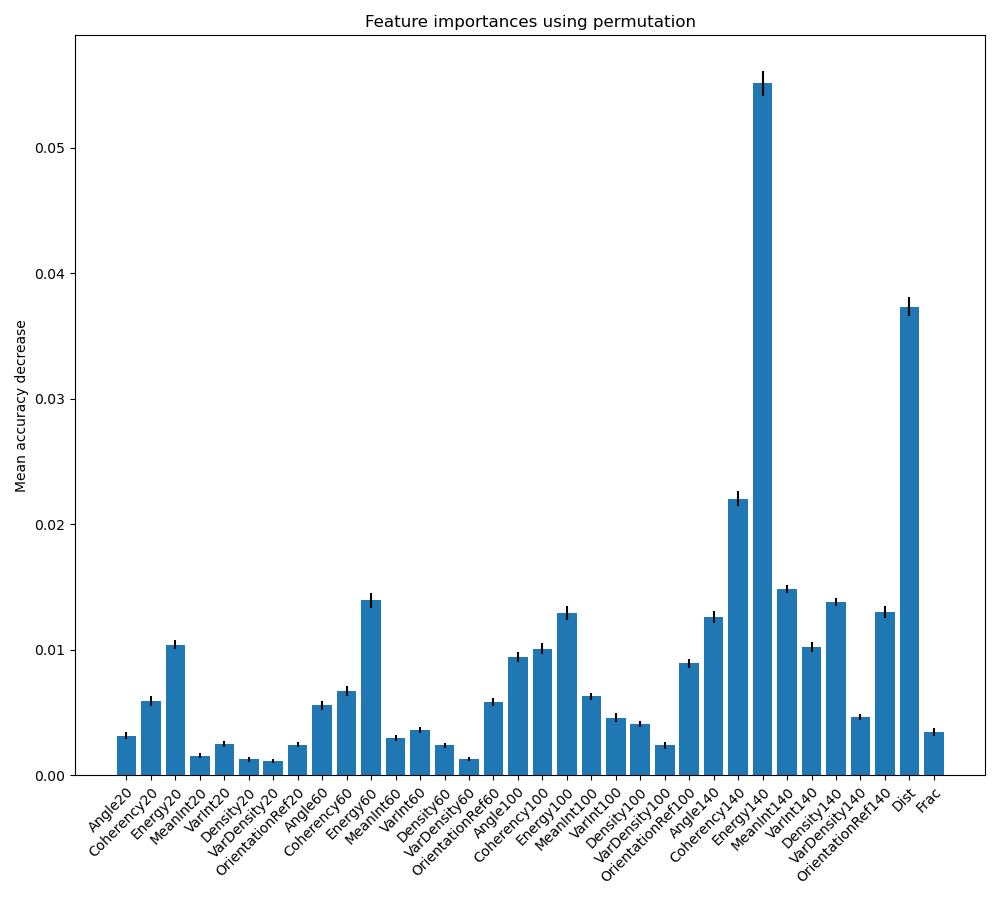 Feature importances using permutation
Mean accuracy decrease
0.05
0.04
0.03
0.02
0.01
0.00
Angle20
Coherency20
Energy20
MeanInt20
VarInt20
Density20
VarDensity20
OrientationRef20
Angle60
Coherency60
Energy60
MeanInt60
VarInt60
Density60
VarDensity60
OrientationRef60
Angle100
Coherency100
Energy100
MeanInt100
VarInt100
Density100
VarDensity100
OrientationRef100
Angle140
Coherency140
Energy140
MeanInt140
VarInt140
Density140
VarDensity140
OrientationRef140
Dist
Frac